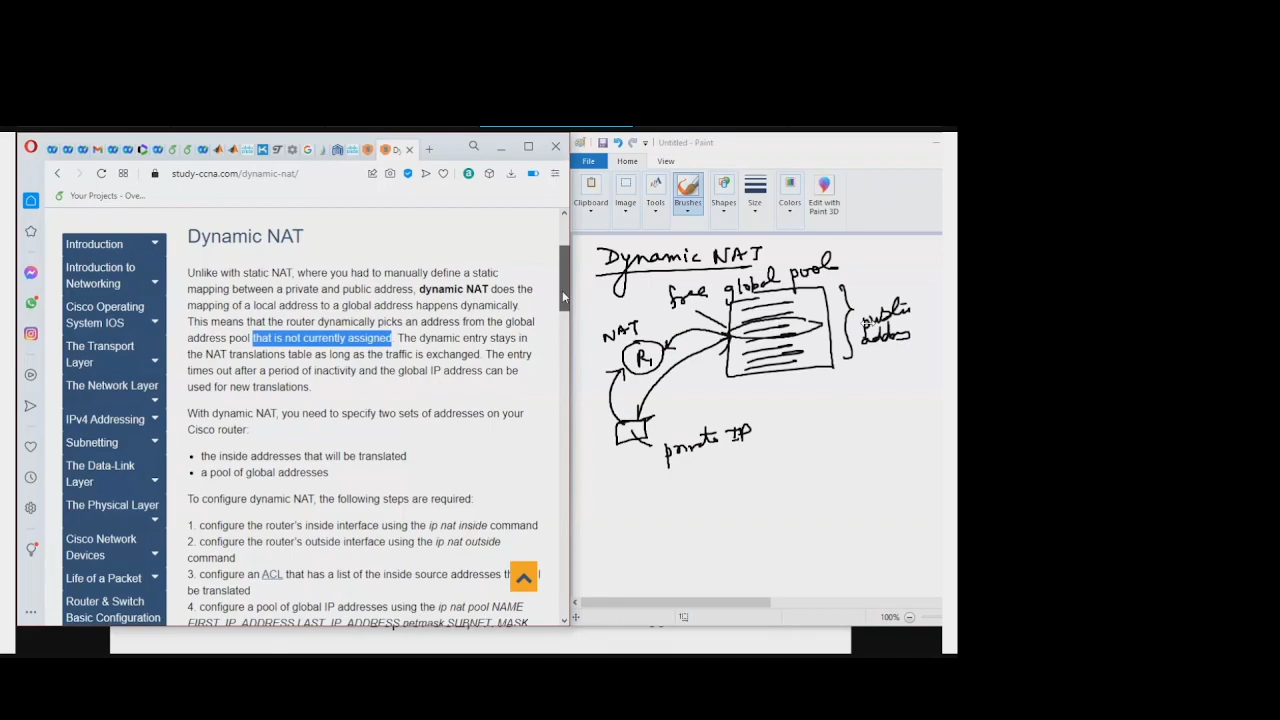 Untitled - Paint
study-ccna.com/dynamic-nat/
Your Projects - Ove...
File
Home
View
Clipboard
Image
Tools
Brushes
Shapes
Size
Colors
Edit with
Paint 3D
Introduction
Introduction to
Networking
Cisco Operating
System IOS
The Transport
Layer
The Network Layer
IPv4 Addressing
Subnetting
The Data-Link
Layer
The Physical Layer
Cisco Network
Devices
Life of a Packet
Router & Switch
Basic Configuration
Dynamic NAT
Unlike with static NAT, where you had to manually define a static
mapping between a private and public address, dynamic NAT does the
mapping of a local address to a global address happens dynamically.
This means that the router dynamically picks an address from the global
address pool that is not currently assigned. The dynamic entry stays in
the NAT translations table as long as the traffic is exchanged. The entry
times out after a period of inactivity and the global IP address can be
used for new translations.
With dynamic NAT, you need to specify two sets of addresses on your
Cisco router:
• the inside addresses that will be translated
• a pool of global addresses
To configure dynamic NAT, the following steps are required:
1. configure the router's inside interface using the ip nat inside command
2. configure the router's outside interface using the ip nat outside
command
3. configure an ACL that has a list of the inside source addresses
be translated
4. configure a pool of global IP addresses using the ip nat pool NAME
FIRST_IP_ADDRESS LAST_IP_ADDRESS netmask SUBNET_MASK
Dynamic NAT
free global pool
NAT
R1
public
address
private IP
100%